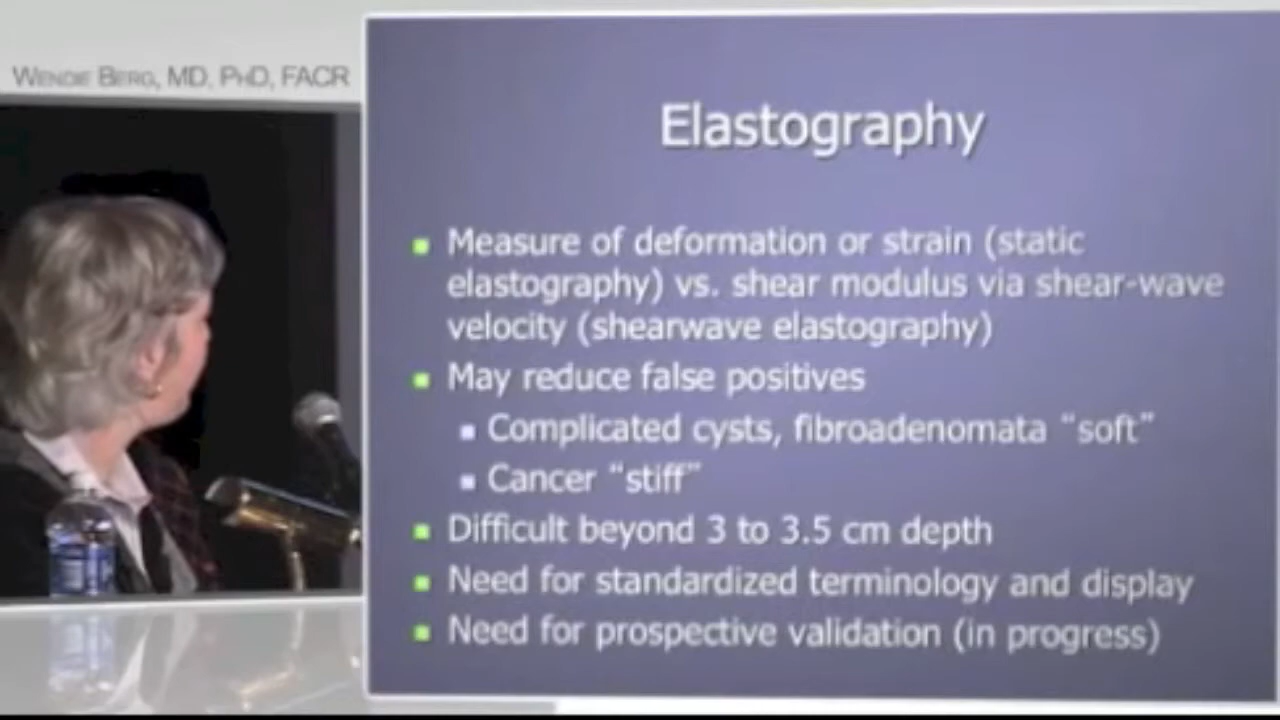 WENDIE BERG, MD, PHD, FACR
Elastography
Measure of deformation or strain (static
elastography) vs. shear modulus via shear-wave
velocity (shearwave elastography)
May reduce false positives
Complicated cysts, fibroadenomata “soft”
Cancer “stiff”
Difficult beyond 3 to 3.5 cm depth
Need for standardized terminology and display
Need for prospective validation (in progress)